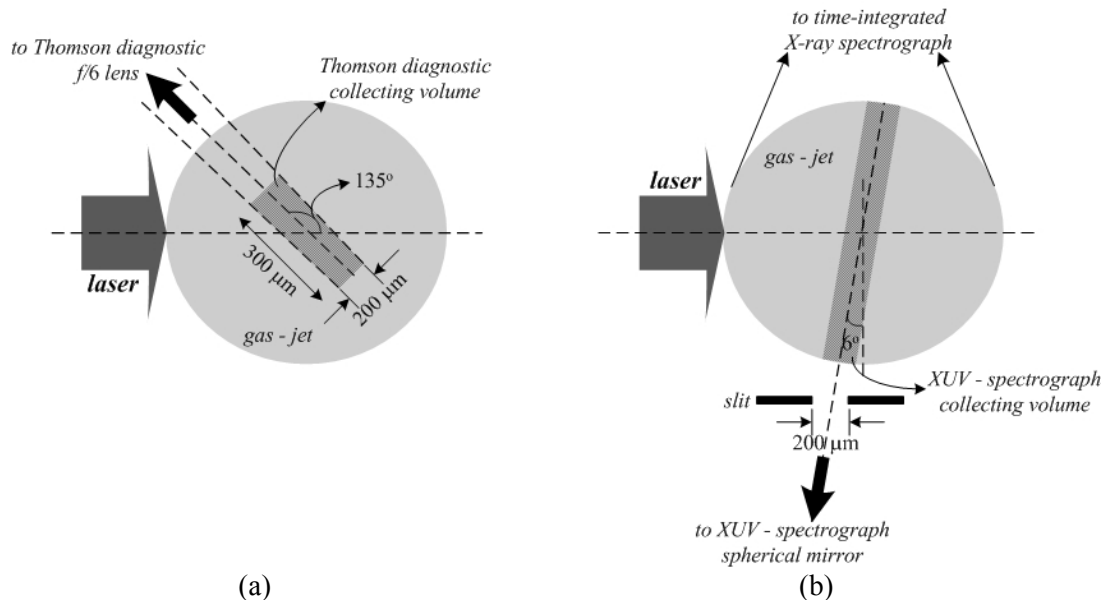 to Thomson diagnostic
f/6 lens
Thomson diagnostic
collecting volume
135°
laser
300 μm
200 μm
gas - jet
(a)
to time-integrated
X-ray spectrograph
gas - jet
laser
6°
XUV - spectrograph
collecting volume
slit
200 μm
to XUV - spectrograph
spherical mirror
(b)